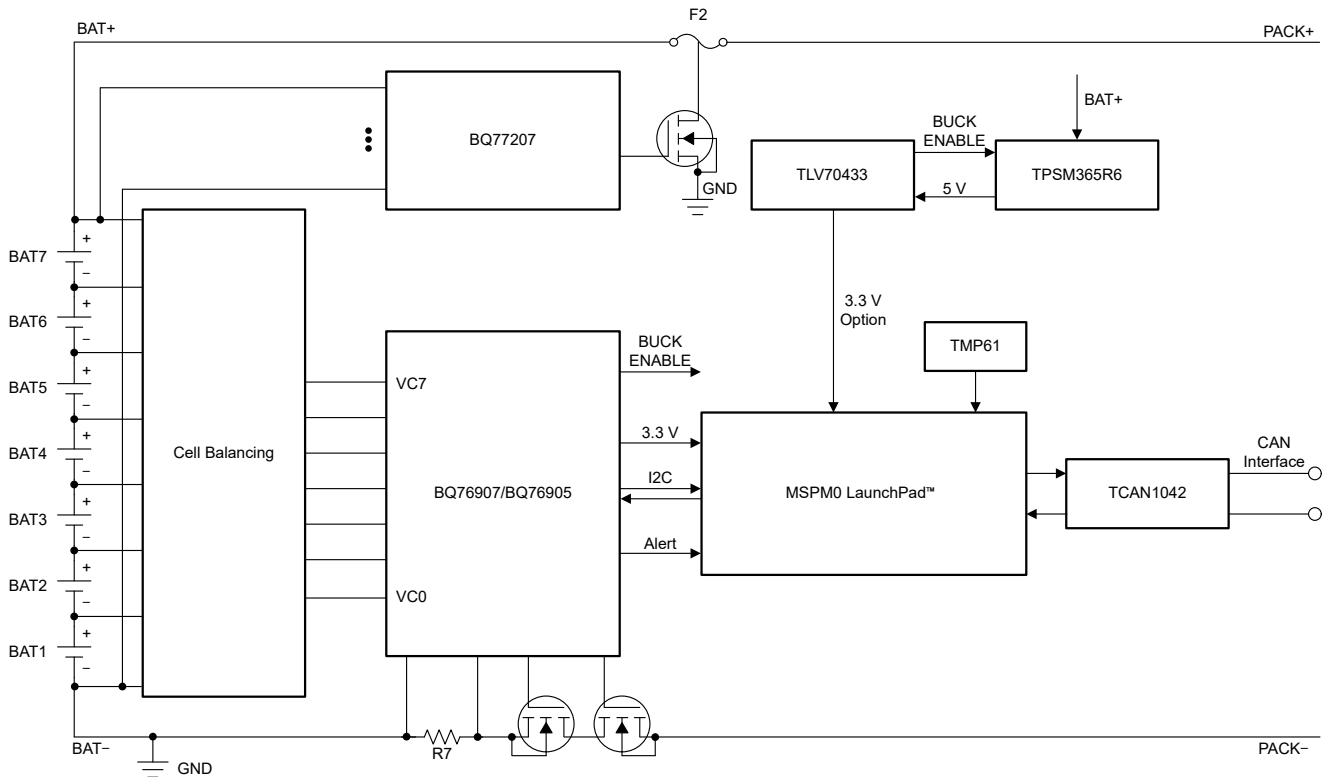 F2
BAT+
PACK+
BQ77207
BAT+
BUCK
ENABLE
TLV70433
TPSM365R6
5 V
GND
+
BAT7
−
+
BAT6
−
+
BAT5
−
+
BAT4
−
+
BAT3
−
+
BAT2
−
+
BAT1
−
Cell Balancing
VC7
BQ76907/BQ76905
VC0
BUCK
ENABLE
3.3 V
I2C
Alert
3.3 V
Option
TMP61
MSPM0 LaunchPad™
TCAN1042
CAN
Interface
BAT−
GND
R7
PACK−